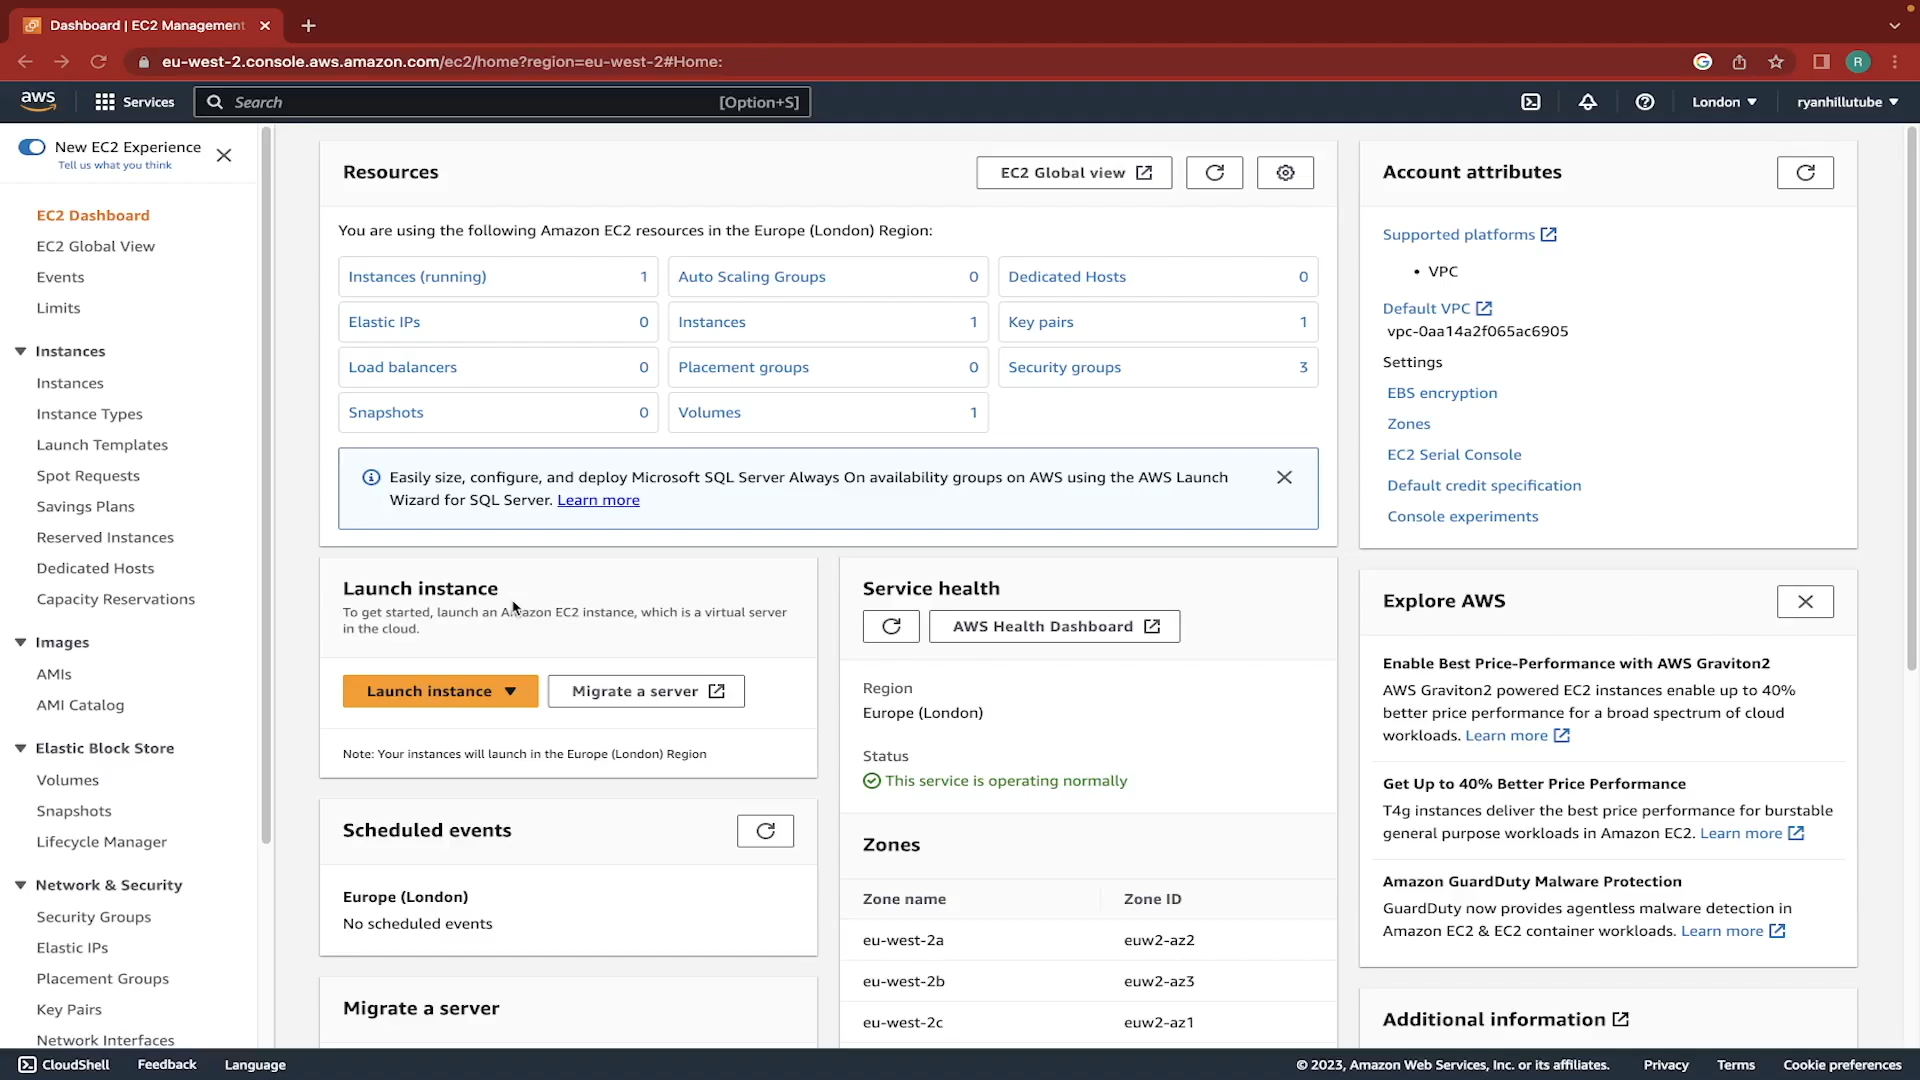 Dashboard | EC2 Management
eu-west-2.console.aws.amazon.com/ec2/home?region=eu-west-2#Home:
R
aws
Services
Search
[Option+S]
London
ryanhillutube
New EC2 Experience
Tell us what you think
EC2 Dashboard
EC2 Global View
Events
Limits
Instances
Instances
Instance Types
Launch Templates
Spot Requests
Savings Plans
Reserved Instances
Dedicated Hosts
Capacity Reservations
Images
AMIs
AMI Catalog
Elastic Block Store
Volumes
Snapshots
Lifecycle Manager
Network & Security
Security Groups
Elastic IPs
Placement Groups
Key Pairs
Network Interfaces
Resources
EC2 Global view
You are using the following Amazon EC2 resources in the Europe (London) Region:
Instances (running) 1
Auto Scaling Groups 0
Dedicated Hosts 0
Elastic IPs 0
Instances 1
Key pairs 1
Load balancers 0
Placement groups 0
Security groups 3
Snapshots 0
Volumes 1
Easily size, configure, and deploy Microsoft SQL Server Always On availability groups on AWS using the AWS Launch
Wizard for SQL Server. Learn more
Launch instance
To get started, launch an Amazon EC2 instance, which is a virtual server
in the cloud.
Launch instance
Migrate a server
Note: Your instances will launch in the Europe (London) Region
Scheduled events
Europe (London)
No scheduled events
Migrate a server
Service health
AWS Health Dashboard
Region
Europe (London)
Status
This service is operating normally
Zones
Zone name Zone ID
eu-west-2a euw2-az2
eu-west-2b euw2-az3
eu-west-2c euw2-az1
Account attributes
Supported platforms
• VPC
Default VPC
vpc-0aa14a2f065ac6905
Settings
EBS encryption
Zones
EC2 Serial Console
Default credit specification
Console experiments
Explore AWS
Enable Best Price-Performance with AWS Graviton2
AWS Graviton2 powered EC2 instances enable up to 40%
better price performance for a broad spectrum of cloud
workloads. Learn more
Get Up to 40% Better Price Performance
T4g instances deliver the best price performance for burstable
general purpose workloads in Amazon EC2. Learn more
Amazon GuardDuty Malware Protection
GuardDuty now provides agentless malware detection in
Amazon EC2 & EC2 container workloads. Learn more
Additional information
CloudShell
Feedback
Language
© 2023, Amazon Web Services, Inc. or its affiliates.
Privacy
Terms
Cookie preferences